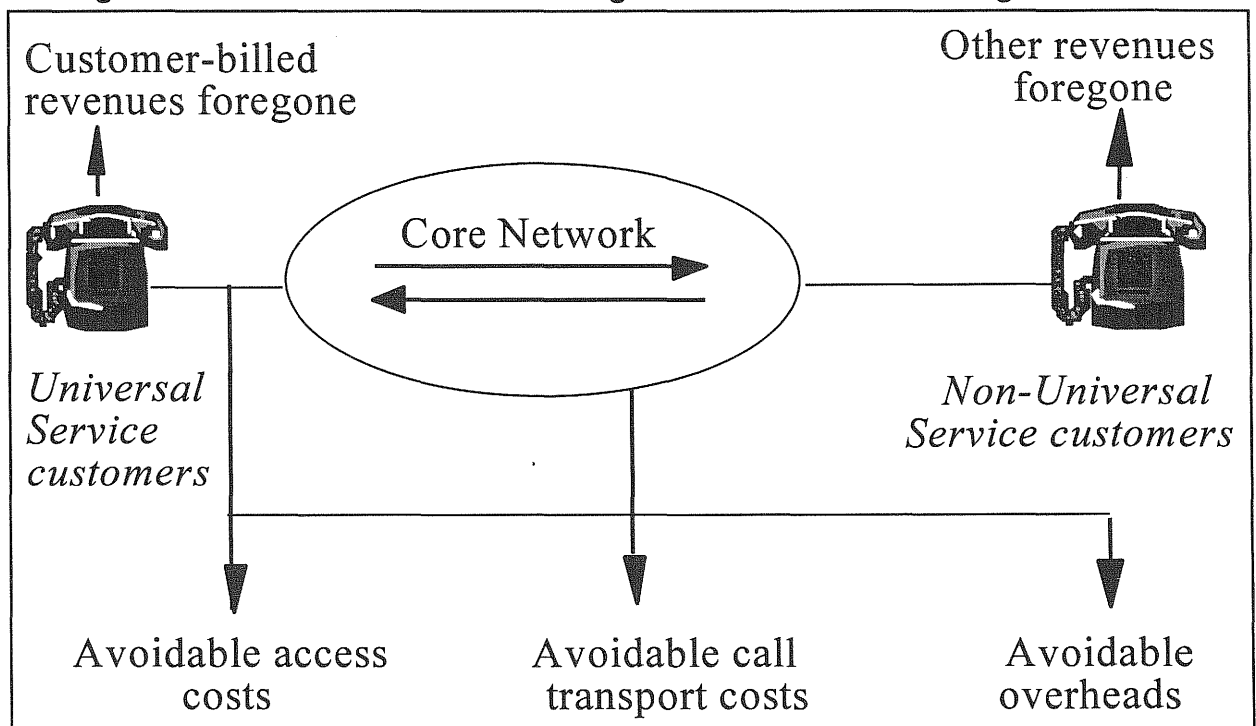 Customer-billed
revenues foregone
Other revenues
foregone
Core Network
Universal
Service
customers
Non-Universal
Service customers
Avoidable access
costs
Avoidable call
transport costs
Avoidable
overheads